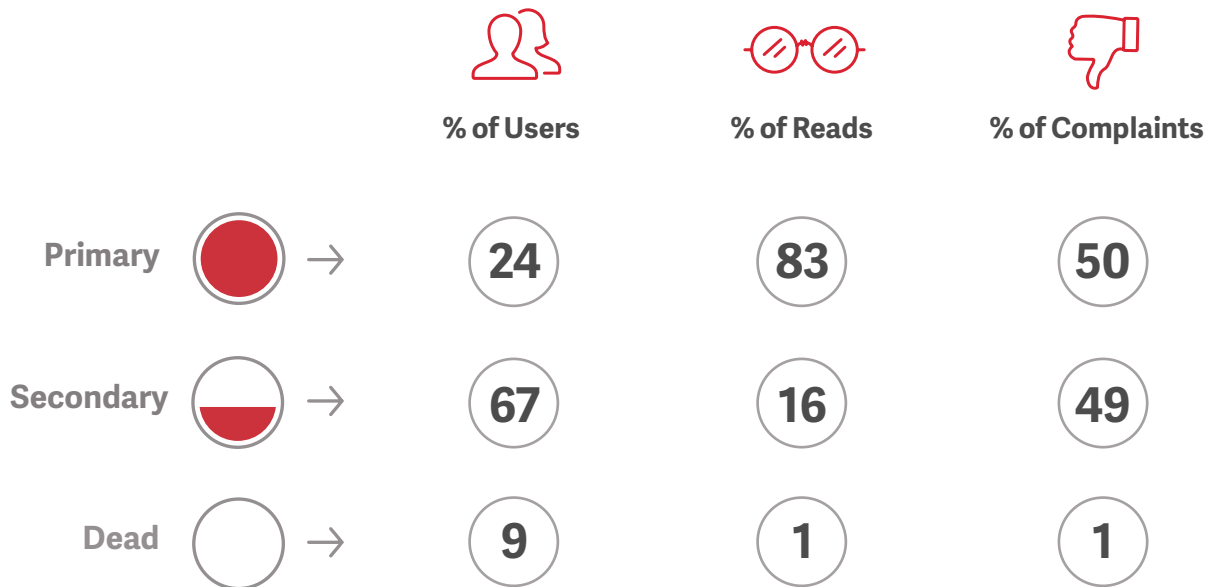 % of Users % of Reads % of Complaints
Primary 24 83 50
Secondary 67 16 49
Dead 9 1 1